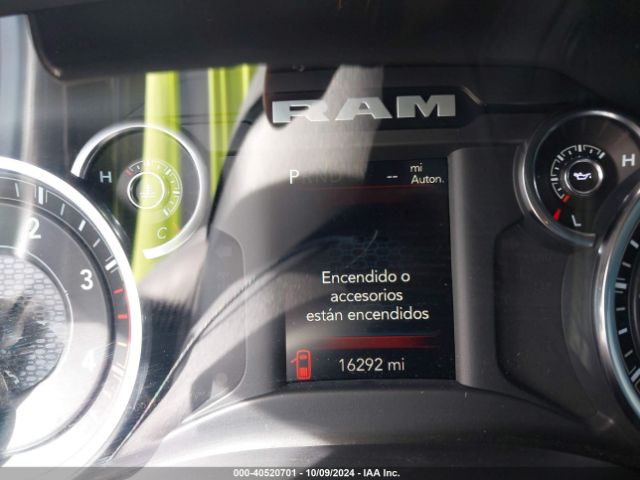 RAM
H
C
H
L
2
3
4
PRND
--
mi
Auton.
Encendido o
accesorios
están encendidos
16292 mi
000-40520701 - 10/09/2024 - IAA Inc.